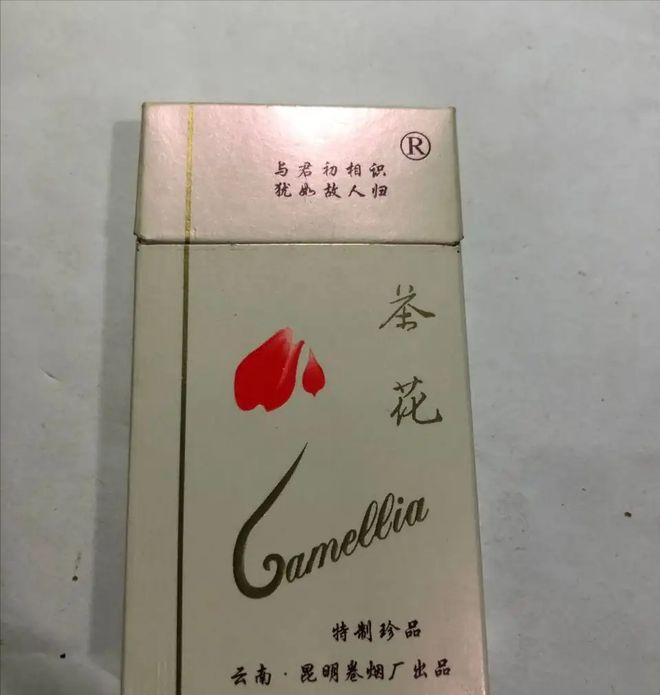 ®
与君初相识
犹如故人归
茶花
Camellia
特制珍品
云南·昆明卷烟厂出品